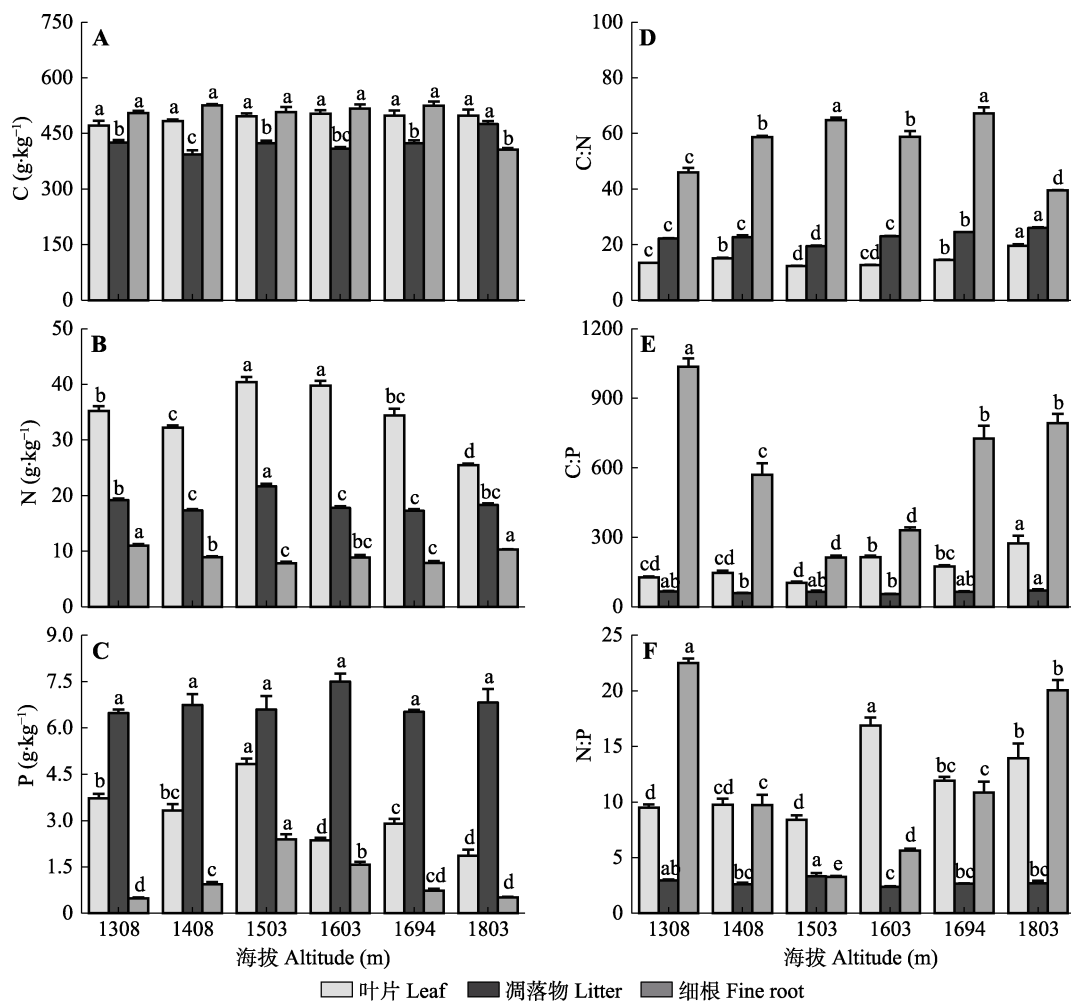 A
C (g·kg⁻¹)
750
600
450
300
150
0
a b a
a c a
a b a
a bc a
a b a
a a b
D
C:N
100
80
60
40
20
0
c c c
b c b
d d a
cd c b
b b a
a a d
B
N (g·kg⁻¹)
50
40
30
20
10
0
b b a
c c b
a a c
a c bc
bc c c
d bc a
E
C:P
1200
900
600
300
0
cd ab a
cd b c
d ab d
b b d
bc ab b
a a b
C
P (g·kg⁻¹)
9.0
7.5
6.0
4.5
3.0
1.5
0
b a d
bc a c
a a a
d a b
c a cd
d a d
1308 1408 1503 1603 1694 1803
海拔 Altitude (m)
F
N:P
25
20
15
10
5
0
d ab a
cd bc c
d a e
a c d
bc bc c
b bc b
1308 1408 1503 1603 1694 1803
海拔 Altitude (m)
叶片 Leaf 凋落物 Litter 细根 Fine root